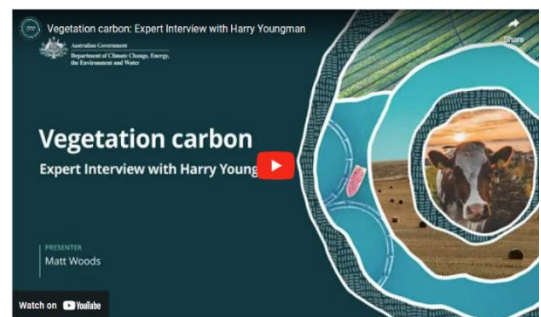 Vegetation carbon: Expert Interview with Harry Youngman
Share
Australian Government
Department of Climate Change, Energy,
the Environment and Water
Vegetation carbon
Expert Interview with Harry Young
PRESENTER
Matt Woods
Watch on YouTube